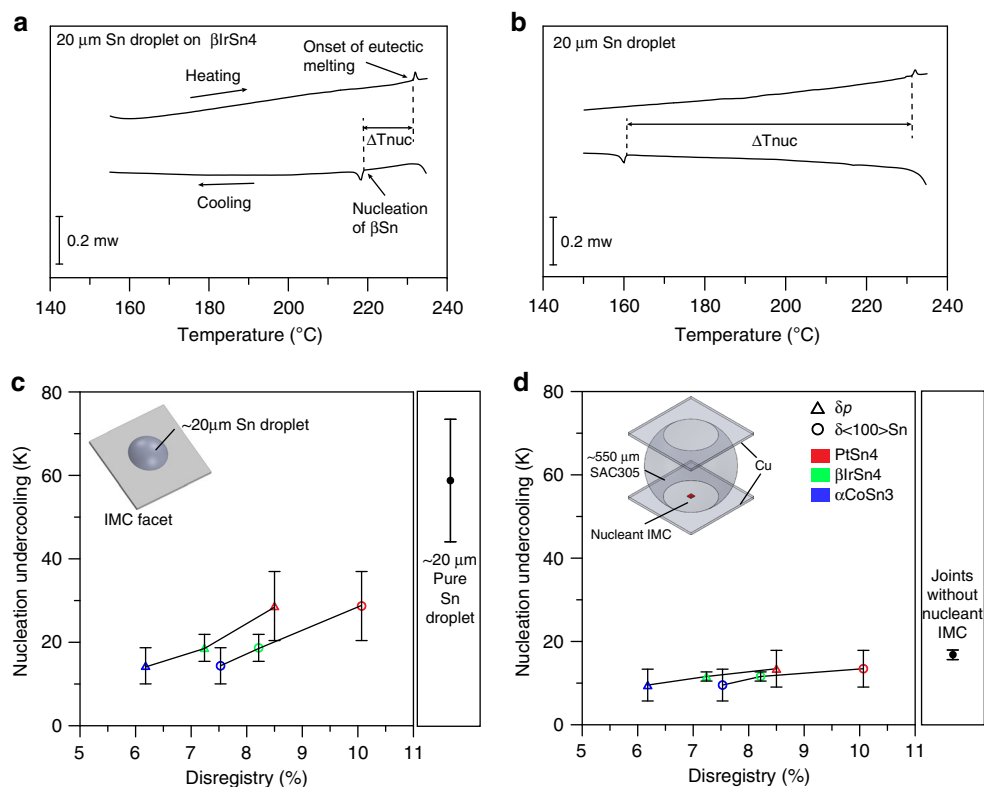 a
20 μm Sn droplet on βIrSn4
Onset of eutectic
melting
Heating
ΔTnuc
Cooling
Nucleation
of βSn
0.2 mw
140 160 180 200 220 240
Temperature (°C)
b
20 μm Sn droplet
ΔTnuc
0.2 mw
140 160 180 200 220 240
Temperature (°C)
c
Nucleation undercooling (K)
80
60
40
20
0
~20μm Sn droplet
IMC facet
5 6 7 8 9 10 11
Disregistry (%)
~20 μm
Pure
Sn
droplet
d
Nucleation undercooling (K)
80
60
40
20
0
~550 μm
SAC305
Cu
Nucleant IMC
δp
δ<100>Sn
PtSn4
βIrSn4
αCoSn3
5 6 7 8 9 10 11
Disregistry (%)
Joints
without
nucleant
IMC